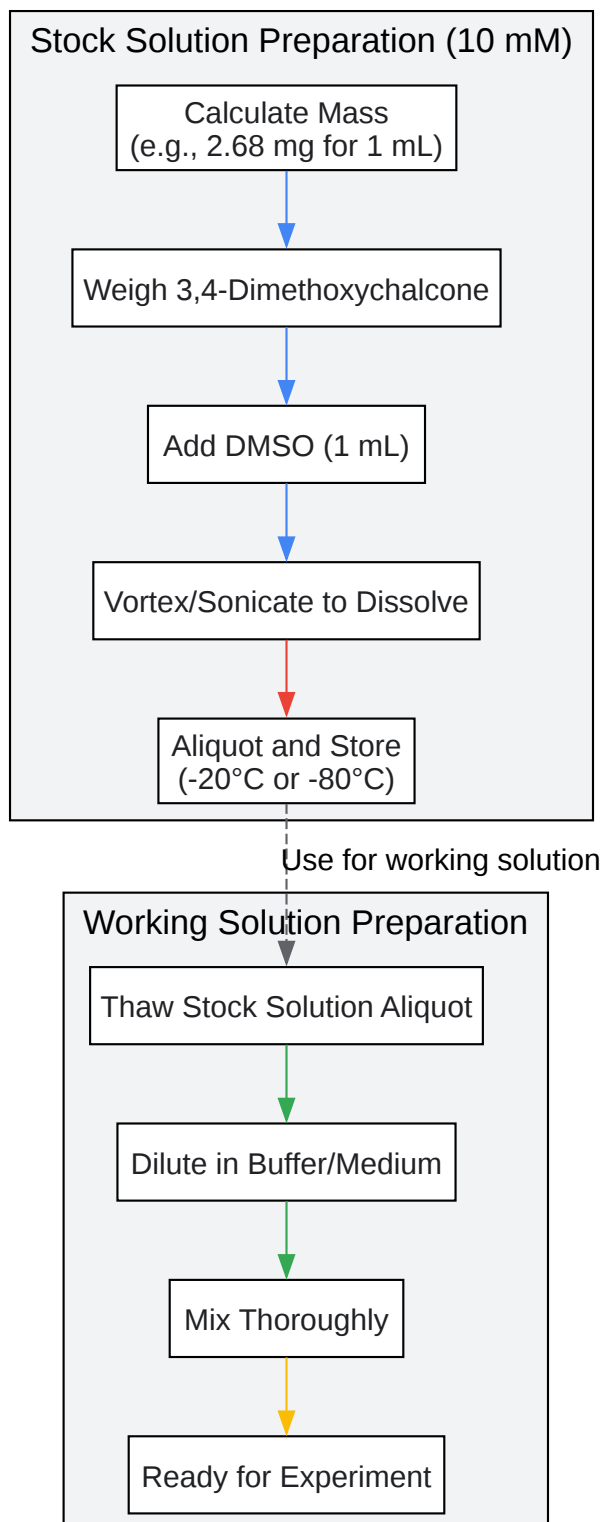 Stock Solution Preparation (10 mM)
Calculate Mass
(e.g., 2.68 mg for 1 mL)
Weigh 3,4-Dimethoxychalcone
Add DMSO (1 mL)
Vortex/Sonicate to Dissolve
Aliquot and Store
(-20°C or -80°C)
Use for working solution
Working Solution Preparation
Thaw Stock Solution Aliquot
Dilute in Buffer/Medium
Mix Thoroughly
Ready for Experiment